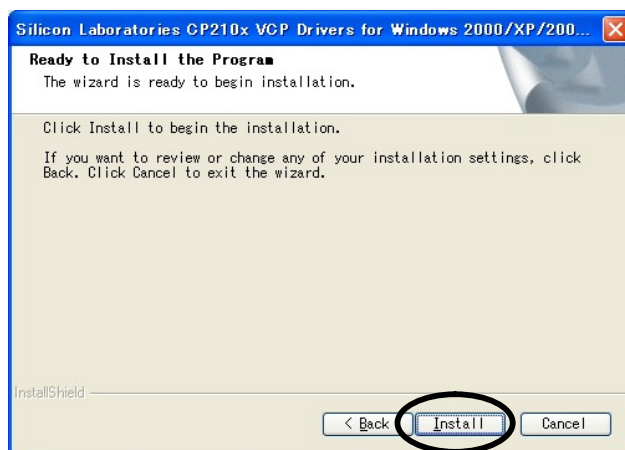 Silicon Laboratories CP210x VCP Drivers for Windows 2000/XP/200...
Ready to Install the Program
The wizard is ready to begin installation.
Click Install to begin the installation.
If you want to review or change any of your installation settings, click
Back. Click Cancel to exit the wizard.
InstallShield
< Back Install Cancel